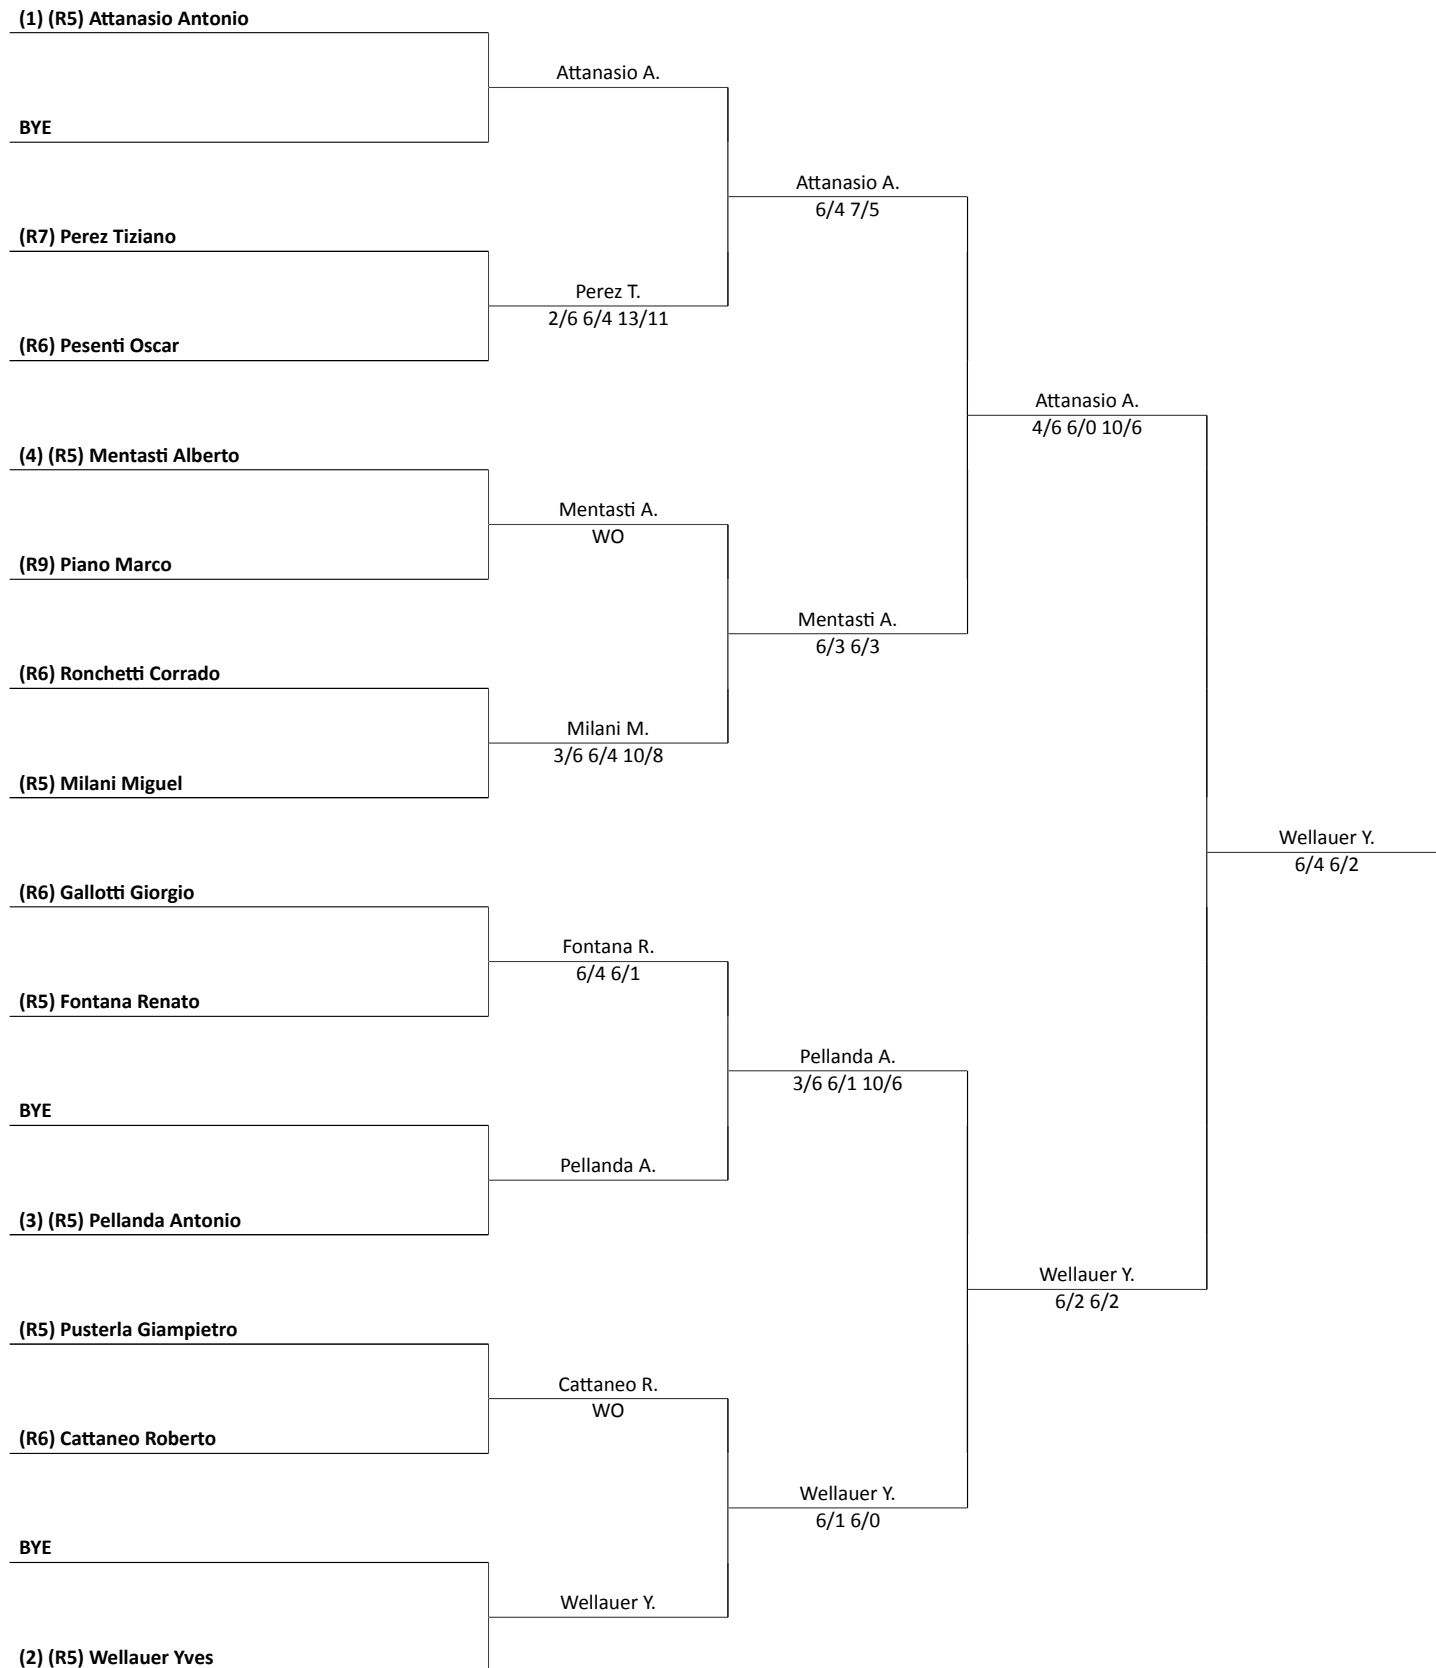 (1) (R5) Attanasio Antonio
Attanasio A.
BYE
Attanasio A.
6/4 7/5
(R7) Perez Tiziano
Perez T.
2/6 6/4 13/11
(R6) Pesenti Oscar
Attanasio A.
4/6 6/0 10/6
(4) (R5) Mentasti Alberto
Mentasti A.
WO
(R9) Piano Marco
Mentasti A.
6/3 6/3
(R6) Ronchetti Corrado
Milani M.
3/6 6/4 10/8
(R5) Milani Miguel
Wellauer Y.
6/4 6/2
(R6) Gallotti Giorgio
Fontana R.
6/4 6/1
(R5) Fontana Renato
Pellanda A.
3/6 6/1 10/6
BYE
Pellanda A.
(3) (R5) Pellanda Antonio
Wellauer Y.
6/2 6/2
(R5) Pusterla Giampietro
Cattaneo R.
WO
(R6) Cattaneo Roberto
Wellauer Y.
6/1 6/0
BYE
Wellauer Y.
(2) (R5) Wellauer Yves